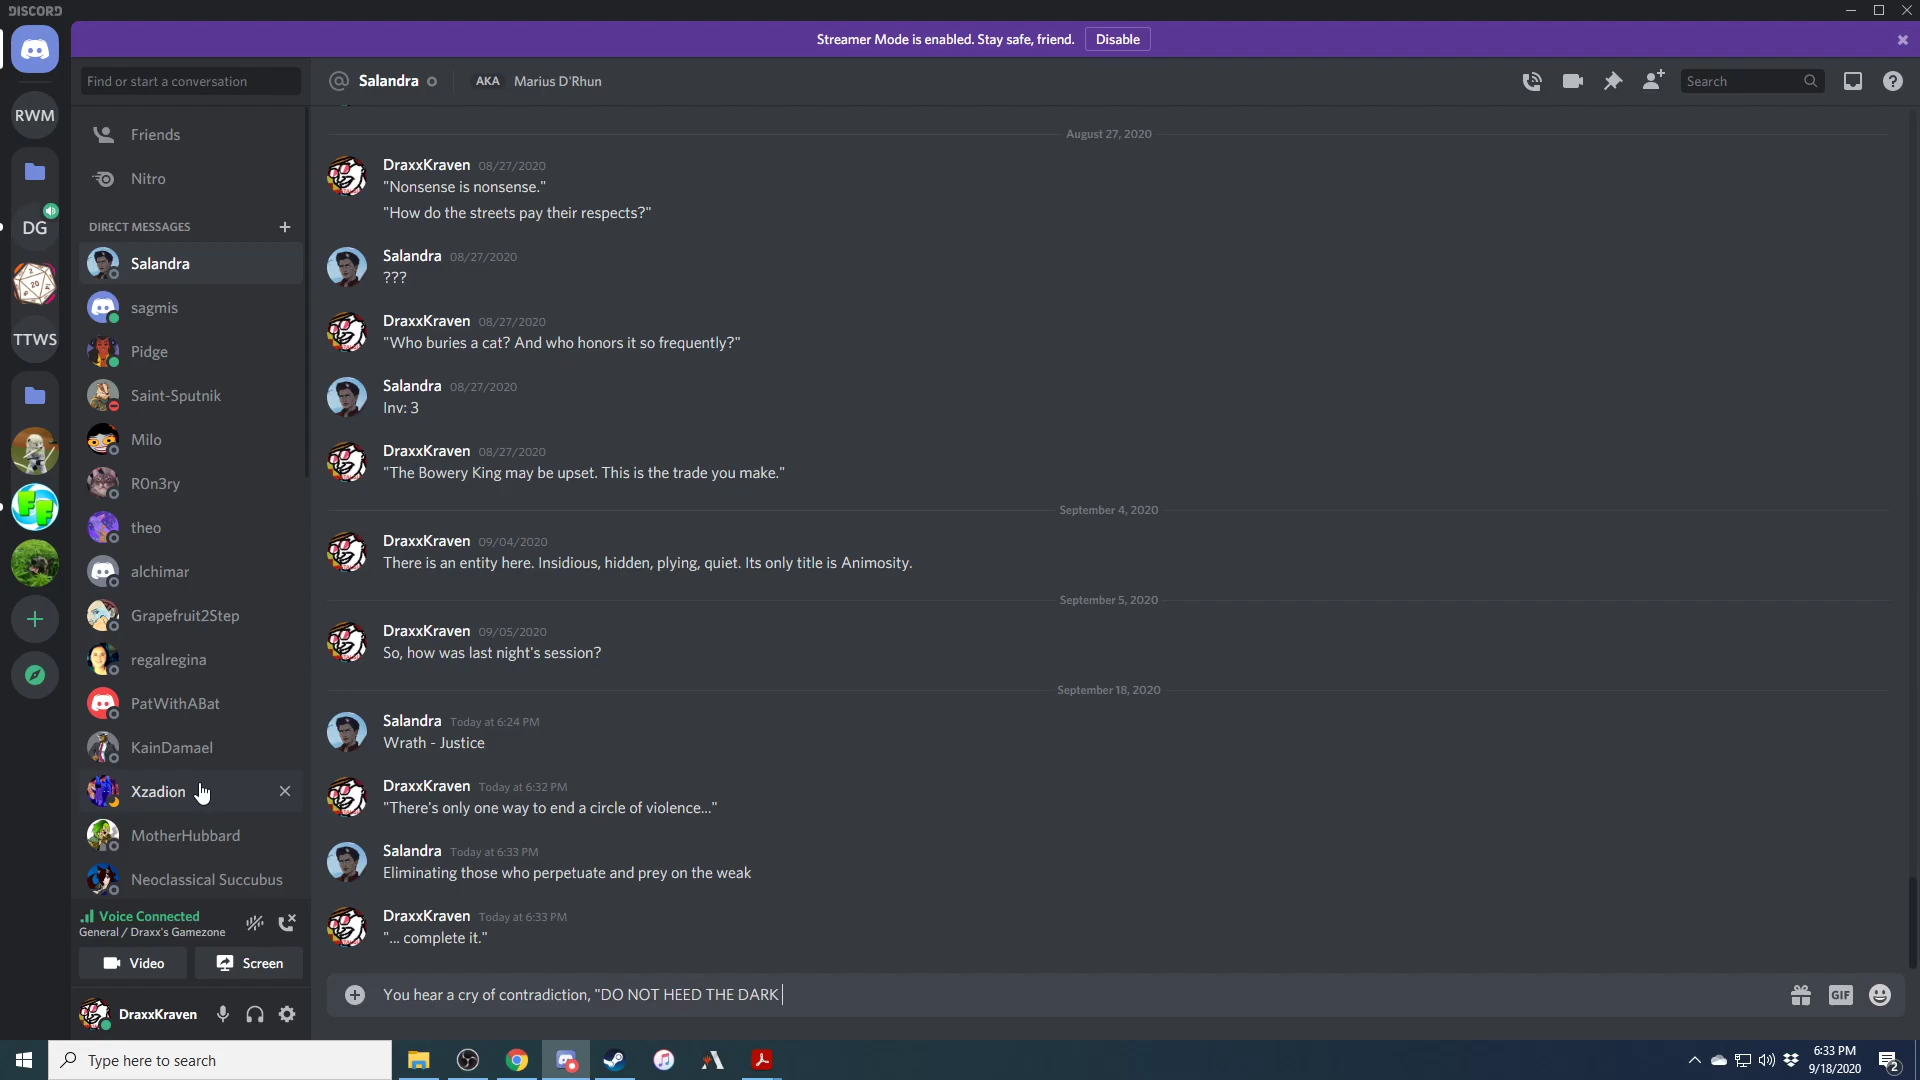 DISCORD
Streamer Mode is enabled. Stay safe, friend.
Disable
Find or start a conversation
Salandra
AKA
Marius D'Rhun
Search
RWM
Friends
Nitro
DIRECT MESSAGES
DG
20
TTWS
FF
Salandra
sagmis
Pidge
Saint-Sputnik
Milo
R0n3ry
theo
alchimar
Grapefruit2Step
regalregina
PatWithABat
KainDamael
Xzadion
MotherHubbard
Neoclassical Succubus
Voice Connected
General / Draxx's Gamezone
Video
Screen
DraxxKraven
August 27, 2020
DraxxKraven 08/27/2020
"Nonsense is nonsense."
"How do the streets pay their respects?"
Salandra 08/27/2020
???
DraxxKraven 08/27/2020
"Who buries a cat? And who honors it so frequently?"
Salandra 08/27/2020
Inv: 3
DraxxKraven 08/27/2020
"The Bowery King may be upset. This is the trade you make."
September 4, 2020
DraxxKraven 09/04/2020
There is an entity here. Insidious, hidden, plying, quiet. Its only title is Animosity.
September 5, 2020
DraxxKraven 09/05/2020
So, how was last night's session?
September 18, 2020
Salandra Today at 6:24 PM
Wrath - Justice
DraxxKraven Today at 6:32 PM
"There's only one way to end a circle of violence..."
Salandra Today at 6:33 PM
Eliminating those who perpetuate and prey on the weak
DraxxKraven Today at 6:33 PM
"... complete it."
You hear a cry of contradiction, "DO NOT HEED THE DARK
GIF
Type here to search
6:33 PM
9/18/2020
2